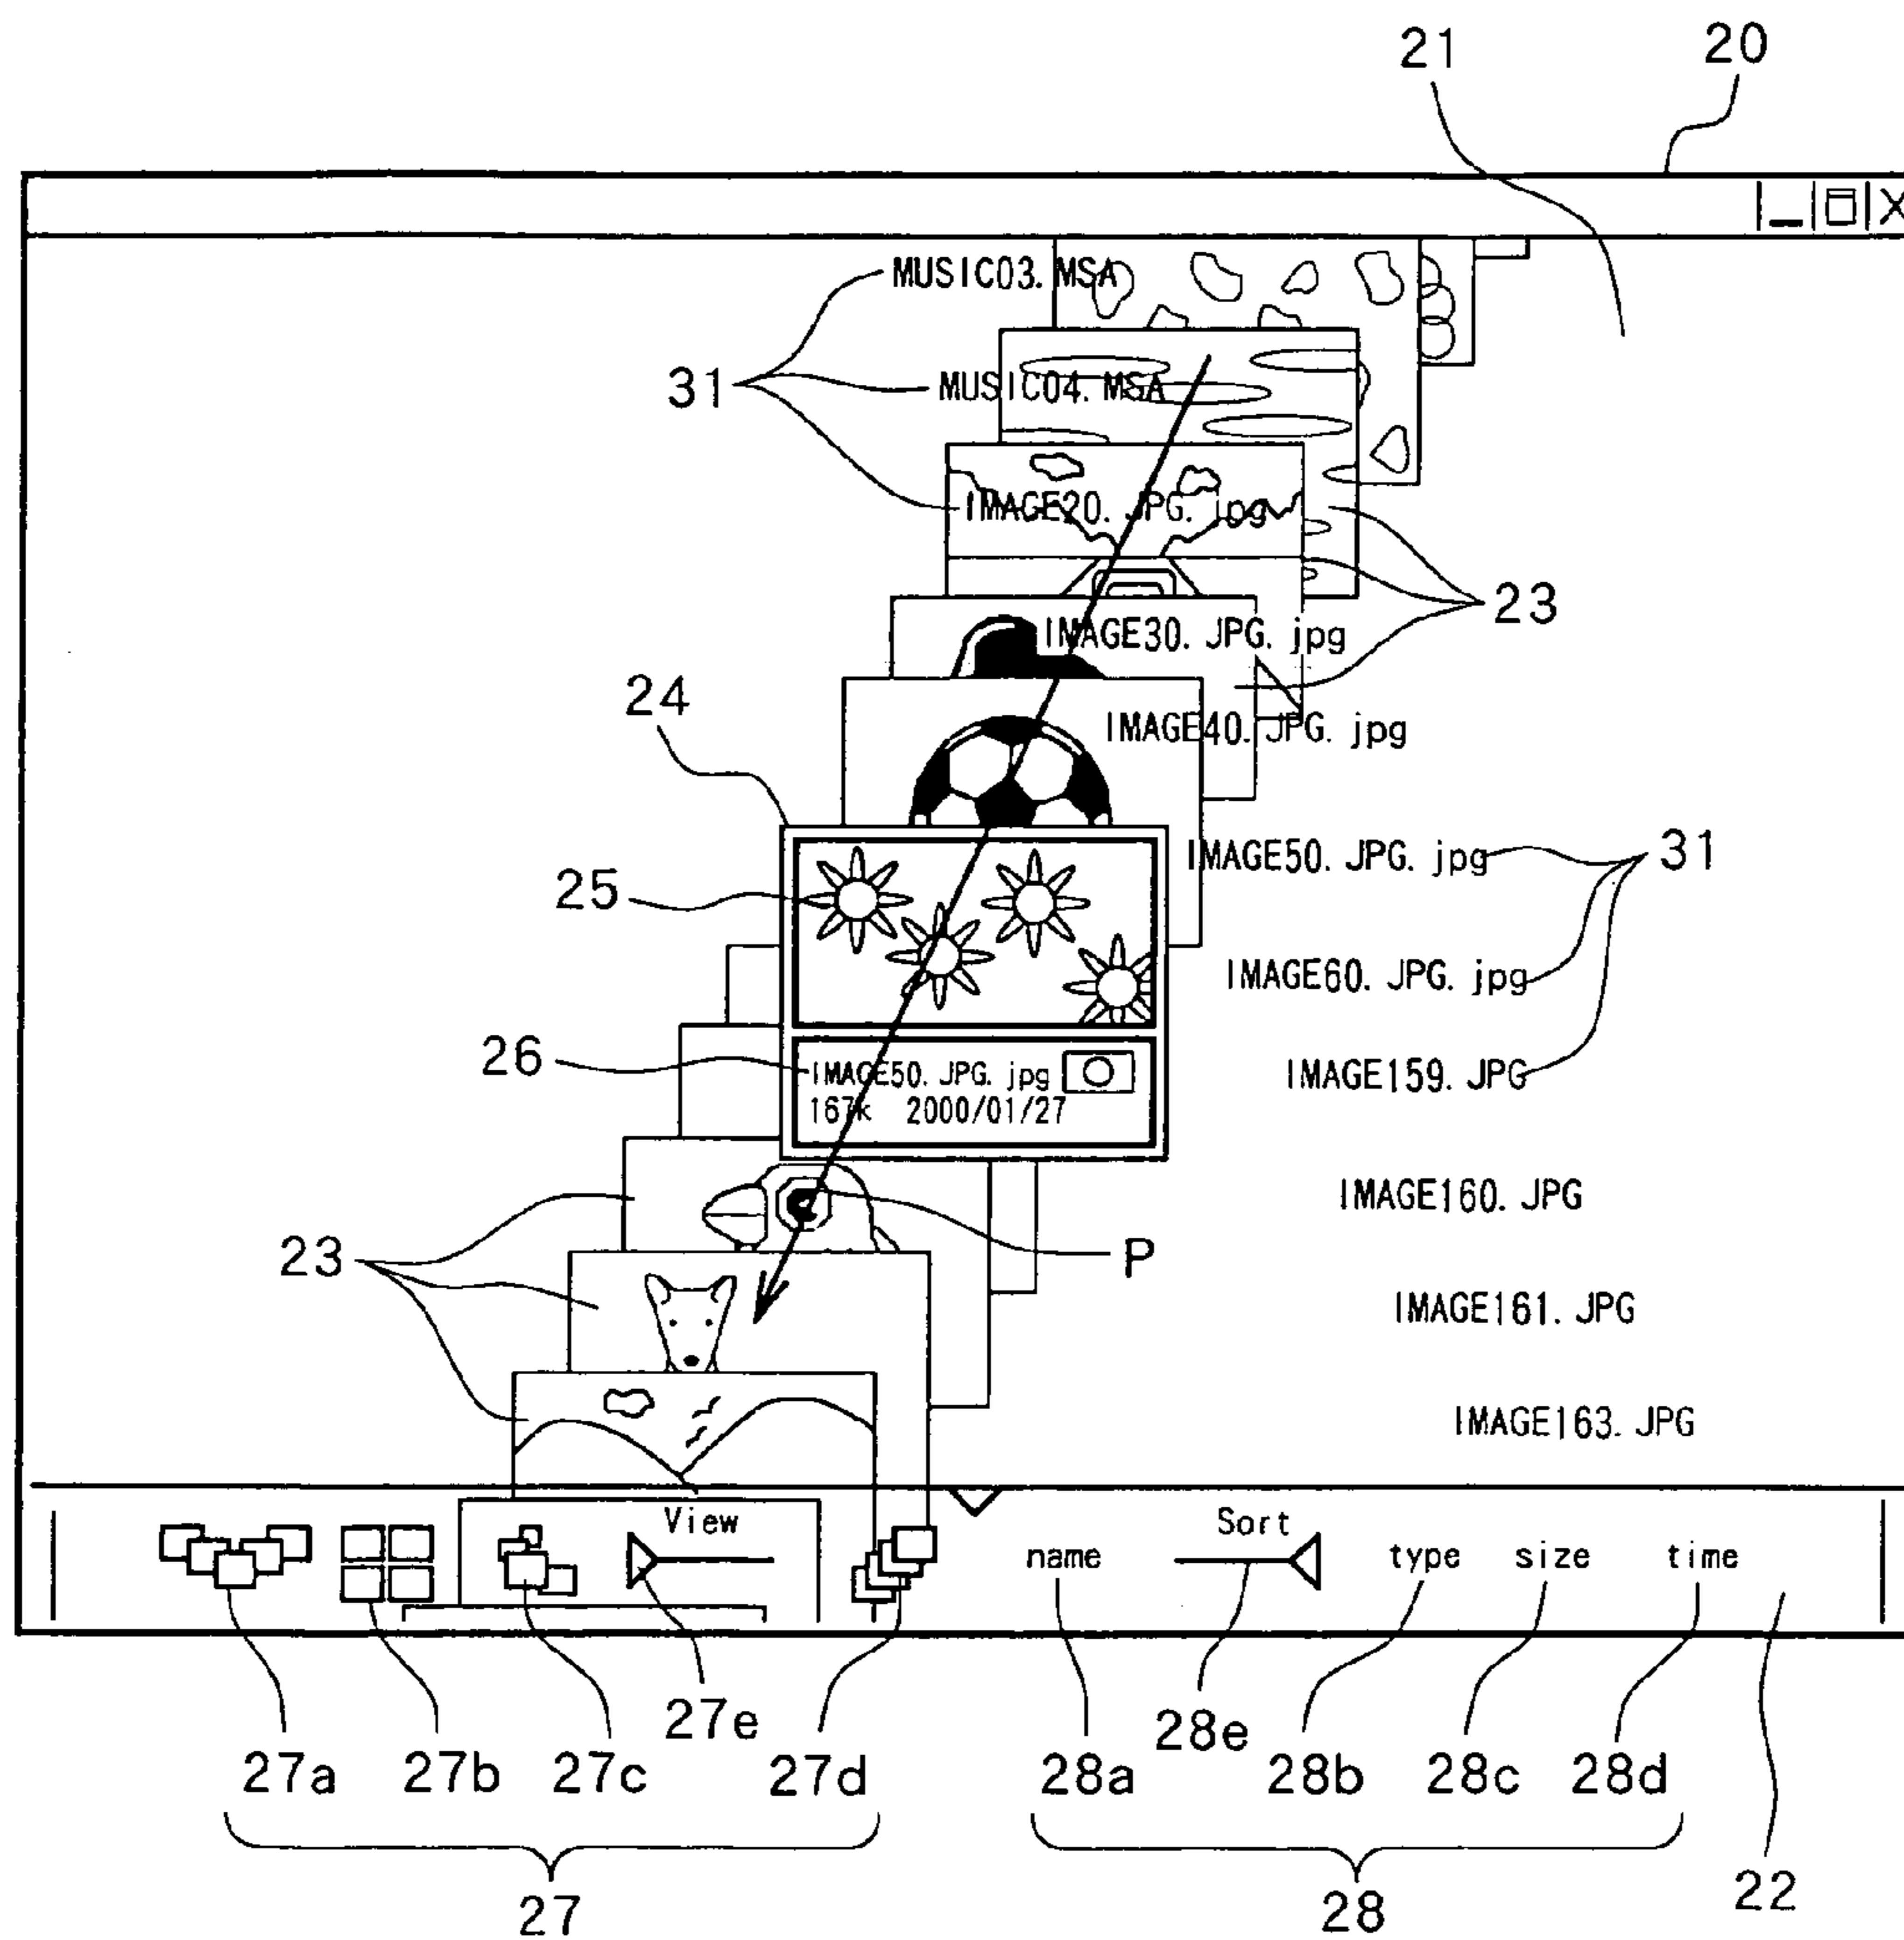 20
21
MUSIC03. MSA
31
MUSIC04. MSA
IMAGE20. JPG. jpg
23
IMAGE30. JPG. jpg
24
IMAGE40. JPG. jpg
25
IMAGE50. JPG. jpg
31
IMAGE60. JPG. jpg
26
IMAGE50. JPG. jpg
167k 2000/01/27
IMAGE159. JPG
IMAGE160. JPG
23
P
IMAGE161. JPG
IMAGE163. JPG
View
Sort
name type size time
27a 27b 27c 27e 27d 28a 28e 28b 28c 28d
27 28 22